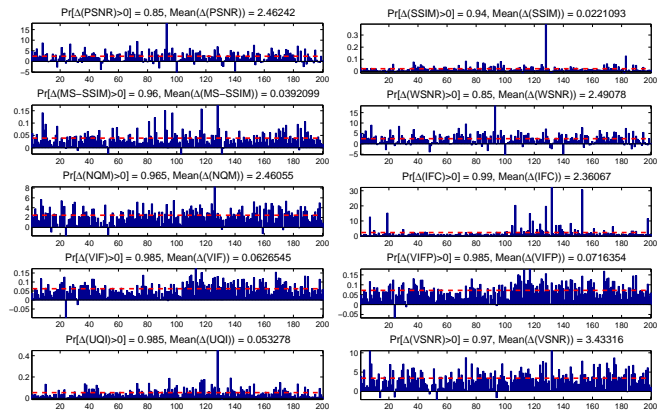 Pr[Δ(PSNR)>0] = 0.85, Mean(Δ(PSNR)) = 2.46242
15
10
5
0
−5
20 40 60 80 100 120 140 160 180 200
Pr[Δ(SSIM)>0] = 0.94, Mean(Δ(SSIM)) = 0.0221093
0.3
0.2
0.1
0
20 40 60 80 100 120 140 160 180 200
Pr[Δ(MS−SSIM)>0] = 0.96, Mean(Δ(MS−SSIM)) = 0.0392099
0.15
0.1
0.05
0
20 40 60 80 100 120 140 160 180 200
Pr[Δ(WSNR)>0] = 0.85, Mean(Δ(WSNR)) = 2.49078
15
10
5
0
−5
20 40 60 80 100 120 140 160 180 200
Pr[Δ(NQM)>0] = 0.965, Mean(Δ(NQM)) = 2.46055
8
6
4
2
0
20 40 60 80 100 120 140 160 180 200
Pr[Δ(IFC)>0] = 0.99, Mean(Δ(IFC)) = 2.36067
30
20
10
0
20 40 60 80 100 120 140 160 180 200
Pr[Δ(VIF)>0] = 0.985, Mean(Δ(VIF)) = 0.0626545
0.15
0.1
0.05
0
−0.05
20 40 60 80 100 120 140 160 180 200
Pr[Δ(VIFP)>0] = 0.985, Mean(Δ(VIFP)) = 0.0716354
0.15
0.1
0.05
0
−0.05
20 40 60 80 100 120 140 160 180 200
Pr[Δ(UQI)>0] = 0.985, Mean(Δ(UQI)) = 0.053278
0.4
0.2
0
20 40 60 80 100 120 140 160 180 200
Pr[Δ(VSNR)>0] = 0.97, Mean(Δ(VSNR)) = 3.43316
10
5
0
20 40 60 80 100 120 140 160 180 200